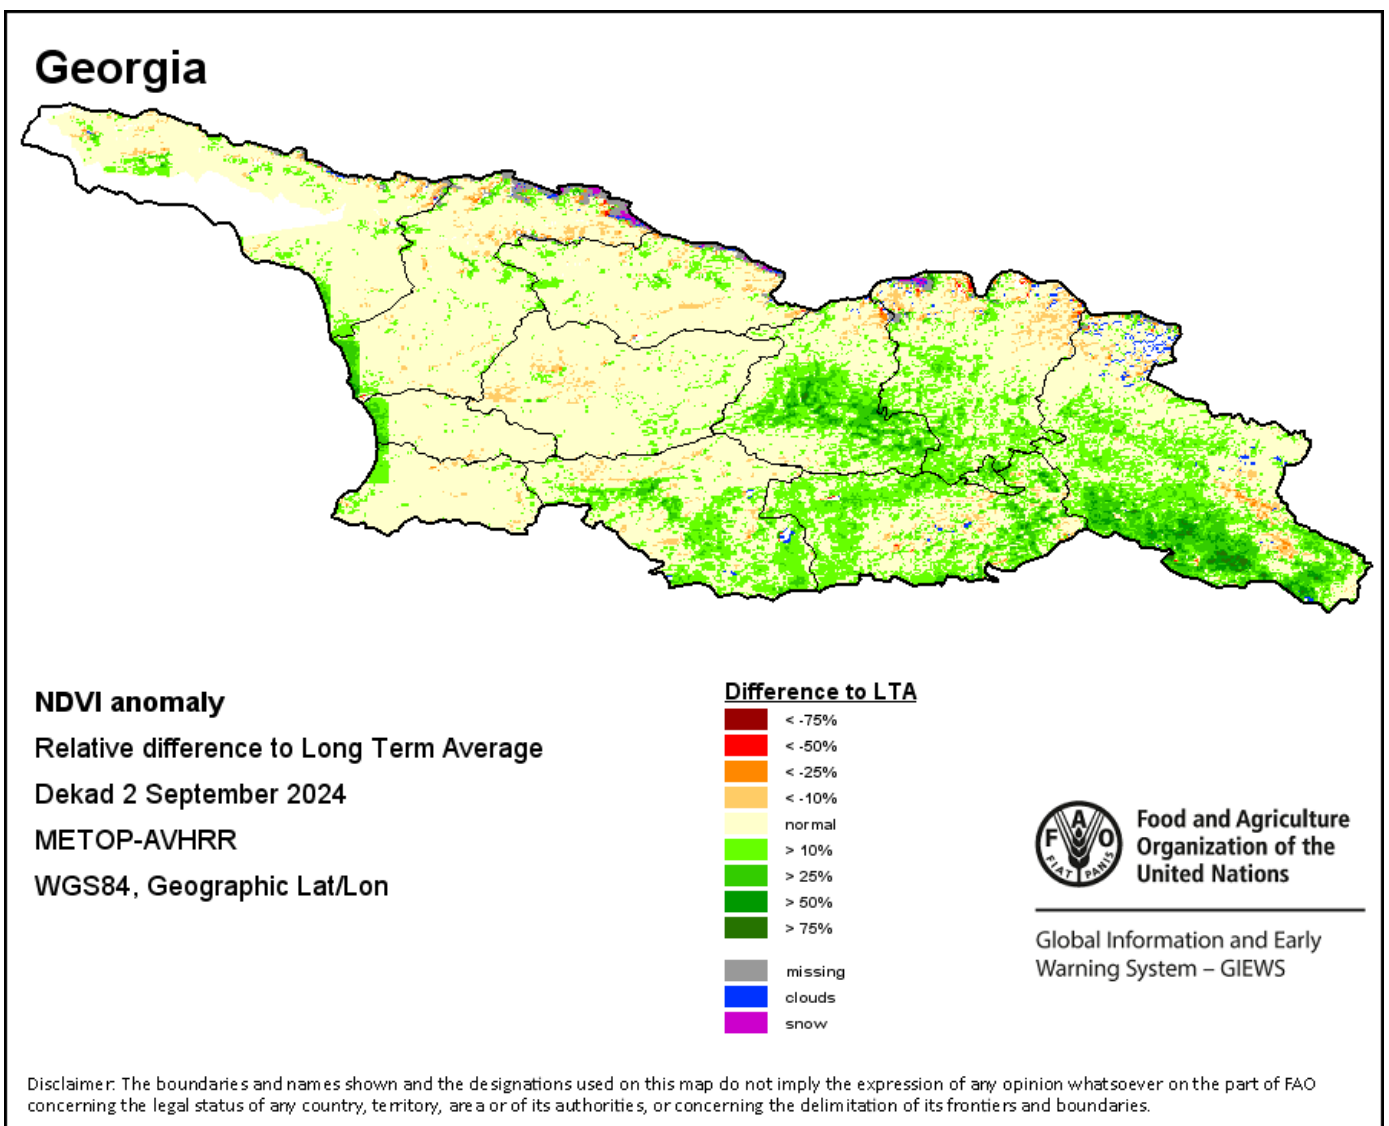 Georgia
NDVI anomaly
Relative difference to Long Term Average
Dekad 2 September 2024
METOP-AVHRR
WGS84, Geographic Lat/Lon
Difference to LTA
< -75%
< -50%
< -25%
< -10%
normal
> 10%
> 25%
> 50%
> 75%
missing
clouds
snow
F A O
FIAT PANIS
Food and Agriculture
Organization of the
United Nations
Global Information and Early
Warning System – GIEWS
Disclaimer: The boundaries and names shown and the designations used on this map do not imply the expression of any opinion whatsoever on the part of FAO
concerning the legal status of any country, territory, area or of its authorities, or concerning the delimitation of its frontiers and boundaries.